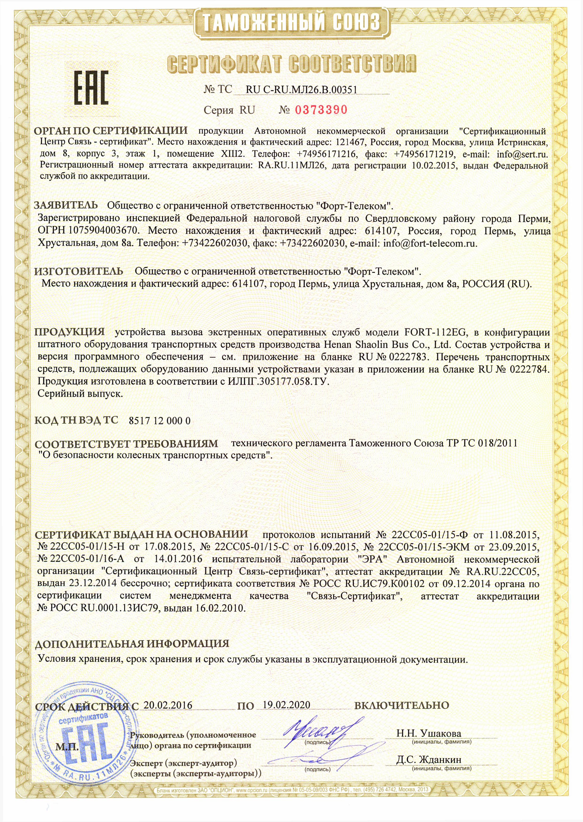 ТАМОЖЕННЫЙ СОЮЗ
СЕРТИФИКАТ СООТВЕТСТВИЯ
ЕАС
№ ТС RU C-RU.МЛ26.В.00351
Серия RU № 0373390
ОРГАН ПО СЕРТИФИКАЦИИ продукции Автономной некоммерческой организации "Сертификационный
Центр Связь - сертификат". Место нахождения и фактический адрес: 121467, Россия, город Москва, улица Истринская,
дом 8, корпус 3, этаж 1, помещение XIII2. Телефон: +74956171216, факс: +74956171219, e-mail: info@sert.ru.
Регистрационный номер аттестата аккредитации: RA.RU.11МЛ26, дата регистрации 10.02.2015, выдан Федеральной
службой по аккредитации.
ЗАЯВИТЕЛЬ Общество с ограниченной ответственностью "Форт-Телеком".
Зарегистрировано инспекцией Федеральной налоговой службы по Свердловскому району города Перми,
ОГРН 1075904003670. Место нахождения и фактический адрес: 614107, Россия, город Пермь, улица
Хрустальная, дом 8а. Телефон: +73422602030, факс: +73422602030, e-mail: info@fort-telecom.ru.
ИЗГОТОВИТЕЛЬ Общество с ограниченной ответственностью "Форт-Телеком".
Место нахождения и фактический адрес: 614107, город Пермь, улица Хрустальная, дом 8а, РОССИЯ (RU).
ПРОДУКЦИЯ устройства вызова экстренных оперативных служб модели FORT-112EG, в конфигурации
штатного оборудования транспортных средств производства Henan Shaolin Bus Co., Ltd. Состав устройства и
версия программного обеспечения – см. приложение на бланке RU № 0222783. Перечень транспортных
средств, подлежащих оборудованию данными устройствами указан в приложении на бланке RU № 0222784.
Продукция изготовлена в соответствии с ИЛПГ.305177.058.ТУ.
Серийный выпуск.
КОД ТН ВЭД ТС 8517 12 000 0
СООТВЕТСТВУЕТ ТРЕБОВАНИЯМ технического регламента Таможенного Союза ТР ТС 018/2011
"О безопасности колесных транспортных средств".
СЕРТИФИКАТ ВЫДАН НА ОСНОВАНИИ протоколов испытаний № 22СС05-01/15-Ф от 11.08.2015,
№ 22СС05-01/15-Н от 17.08.2015, № 22СС05-01/15-С от 16.09.2015, № 22СС05-01/15-ЭКМ от 23.09.2015,
№ 22СС05-01/16-А от 14.01.2016 испытательной лаборатории "ЭРА" Автономной некоммерческой
организации "Сертификационный Центр Связь-сертификат", аттестат аккредитации № RA.RU.22СС05,
выдан 23.12.2014 бессрочно; сертификата соответствия № РОСС RU.ИС79.К00102 от 09.12.2014 органа по
сертификации систем менеджмента качества "Связь-Сертификат", аттестат аккредитации
№ РОСС RU.0001.13ИС79, выдан 16.02.2010.
ДОПОЛНИТЕЛЬНАЯ ИНФОРМАЦИЯ
Условия хранения, срок хранения и срок службы указаны в эксплуатационной документации.
СРОК ДЕЙСТВИЯ С 20.02.2016 ПО 19.02.2020 ВКЛЮЧИТЕЛЬНО
Для сертификатов
ЕАС
RA.RU.11МЛ26
М.П.
Руководитель (уполномоченное
лицо) органа по сертификации
(подпись)
Н.Н. Ушакова
(инициалы, фамилия)
Эксперт (эксперт-аудитор)
(эксперты (эксперты-аудиторы))
(подпись)
Д.С. Жданкин
(инициалы, фамилия)